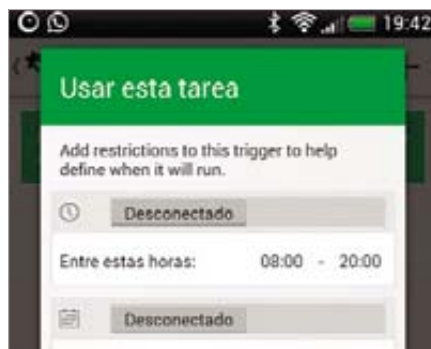 19:42
Usar esta tarea
Add restrictions to this trigger to help
define when it will run.
Desconectado
Entre estas horas: 08:00 - 20:00
Desconectado